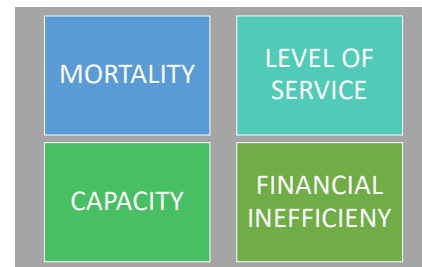 MORTALITY
LEVEL OF
SERVICE
CAPACITY
FINANCIAL
INEFFICIENY